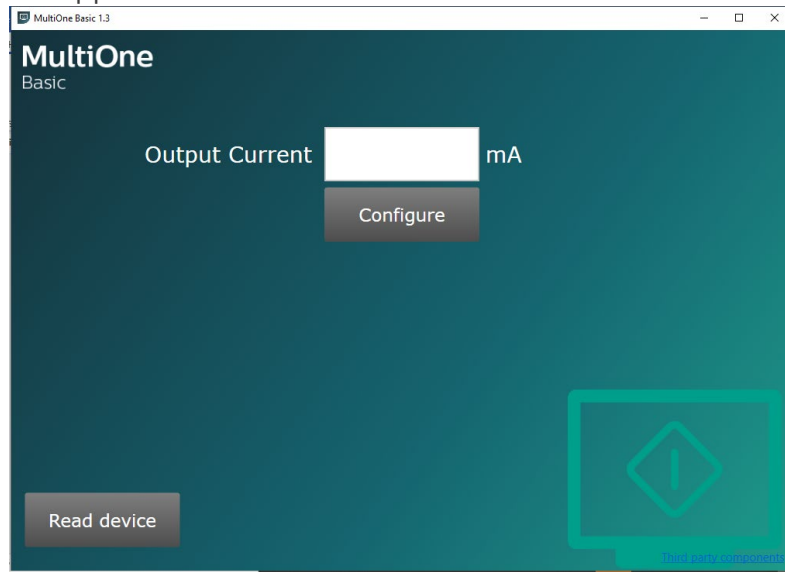 MultiOne Basic 1.3
MultiOne
Basic
Output Current mA
Configure
Read device
Third party components